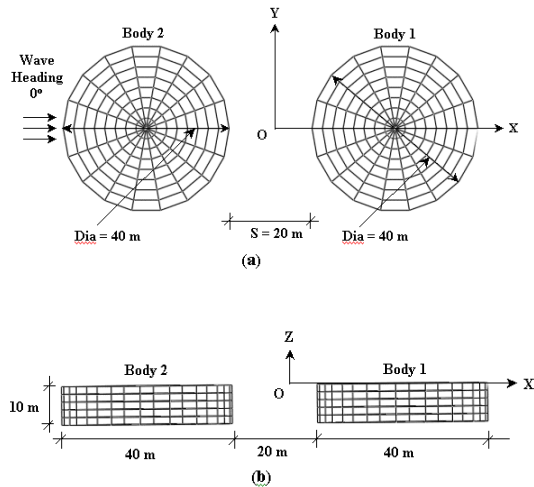 Y
Body 2
Body 1
Wave
Heading
0°
O
X
Dia = 40 m
S = 20 m
Dia = 40 m
(a)
Z
Body 2
Body 1
O
X
10 m
40 m
20 m
40 m
(b)